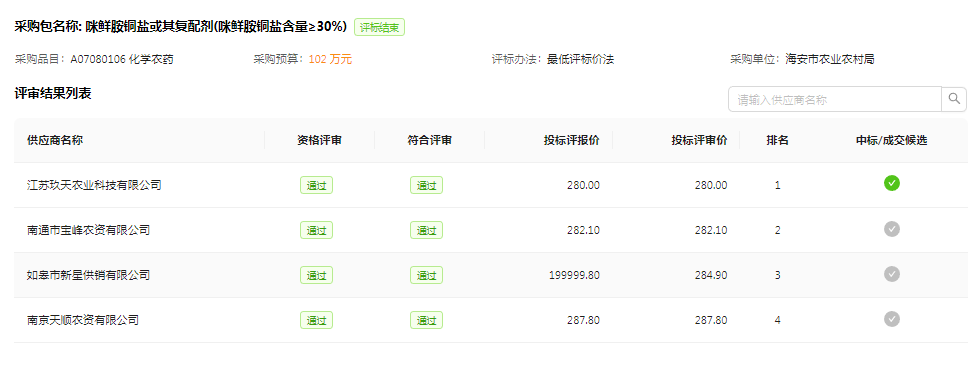 采购包名称: 咪鲜胺铜盐或其复配剂(咪鲜胺铜盐含量≥30%) 评标结束
采购品目：A07080106 化学农药 采购预算：102 万元 评标办法：最低评标价法 采购单位：海安市农业农村局
评审结果列表
请输入供应商名称
供应商名称 资格评审 符合评审 投标评报价 投标评审价 排名 中标/成交候选
江苏玖天农业科技有限公司 通过 通过 280.00 280.00 1
南通市宝峰农资有限公司 通过 通过 282.10 282.10 2
如皋市新星供销有限公司 通过 通过 199999.80 284.90 3
南京天顺农资有限公司 通过 通过 287.80 287.80 4